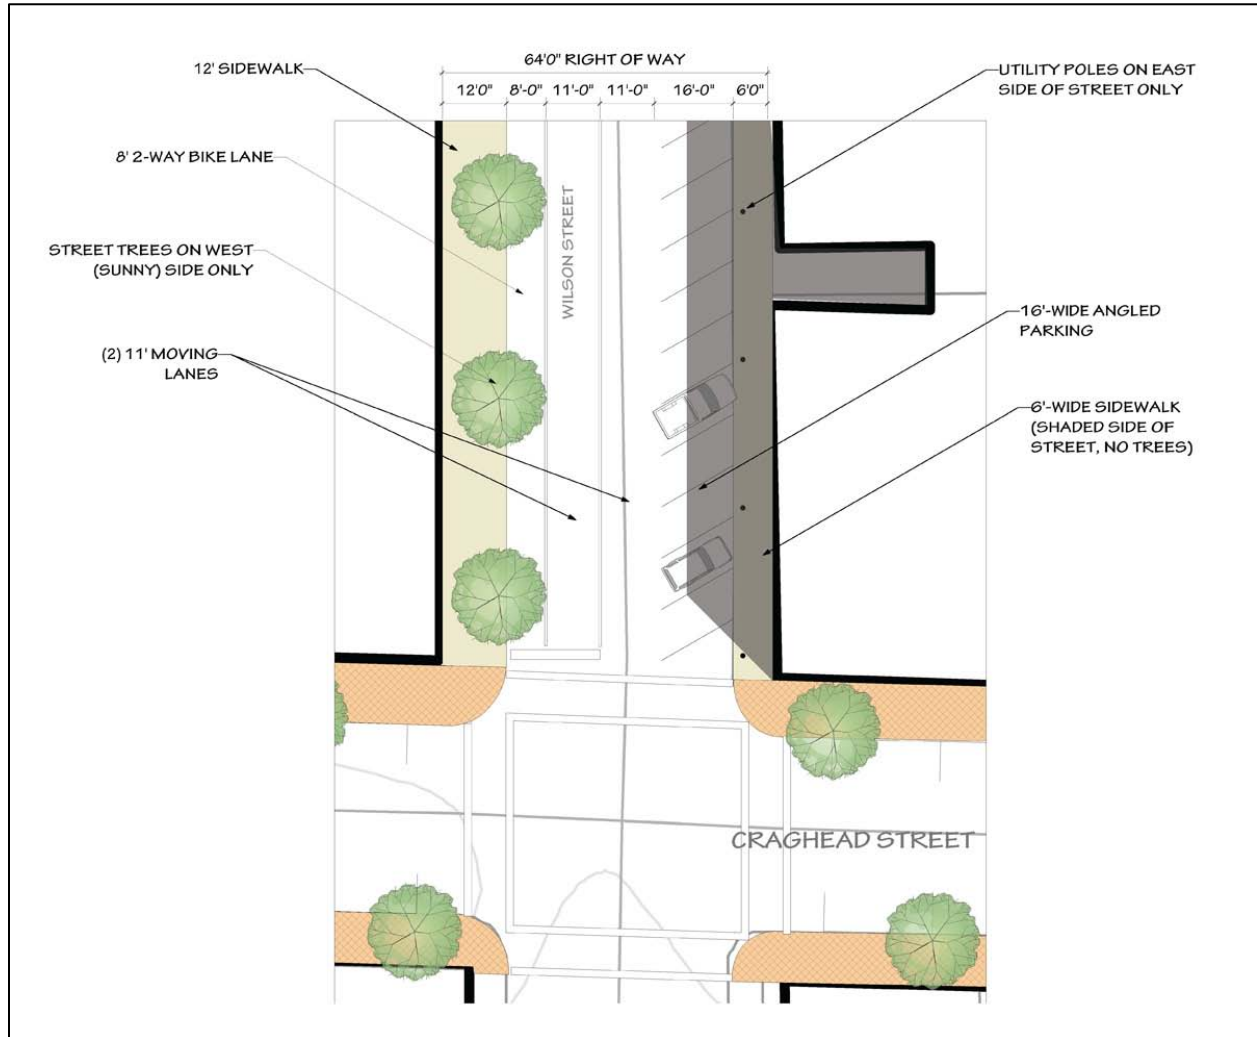 64'0" RIGHT OF WAY
12'0" 8'-0" 11'-0" 11'-0" 16'-0" 6'0"
12' SIDEWALK
8' 2-WAY BIKE LANE
STREET TREES ON WEST
(SUNNY) SIDE ONLY
(2) 11' MOVING
LANES
WILSON STREET
UTILITY POLES ON EAST
SIDE OF STREET ONLY
16'-WIDE ANGLED
PARKING
6'-WIDE SIDEWALK
(SHADED SIDE OF
STREET, NO TREES)
CRAGHEAD STREET